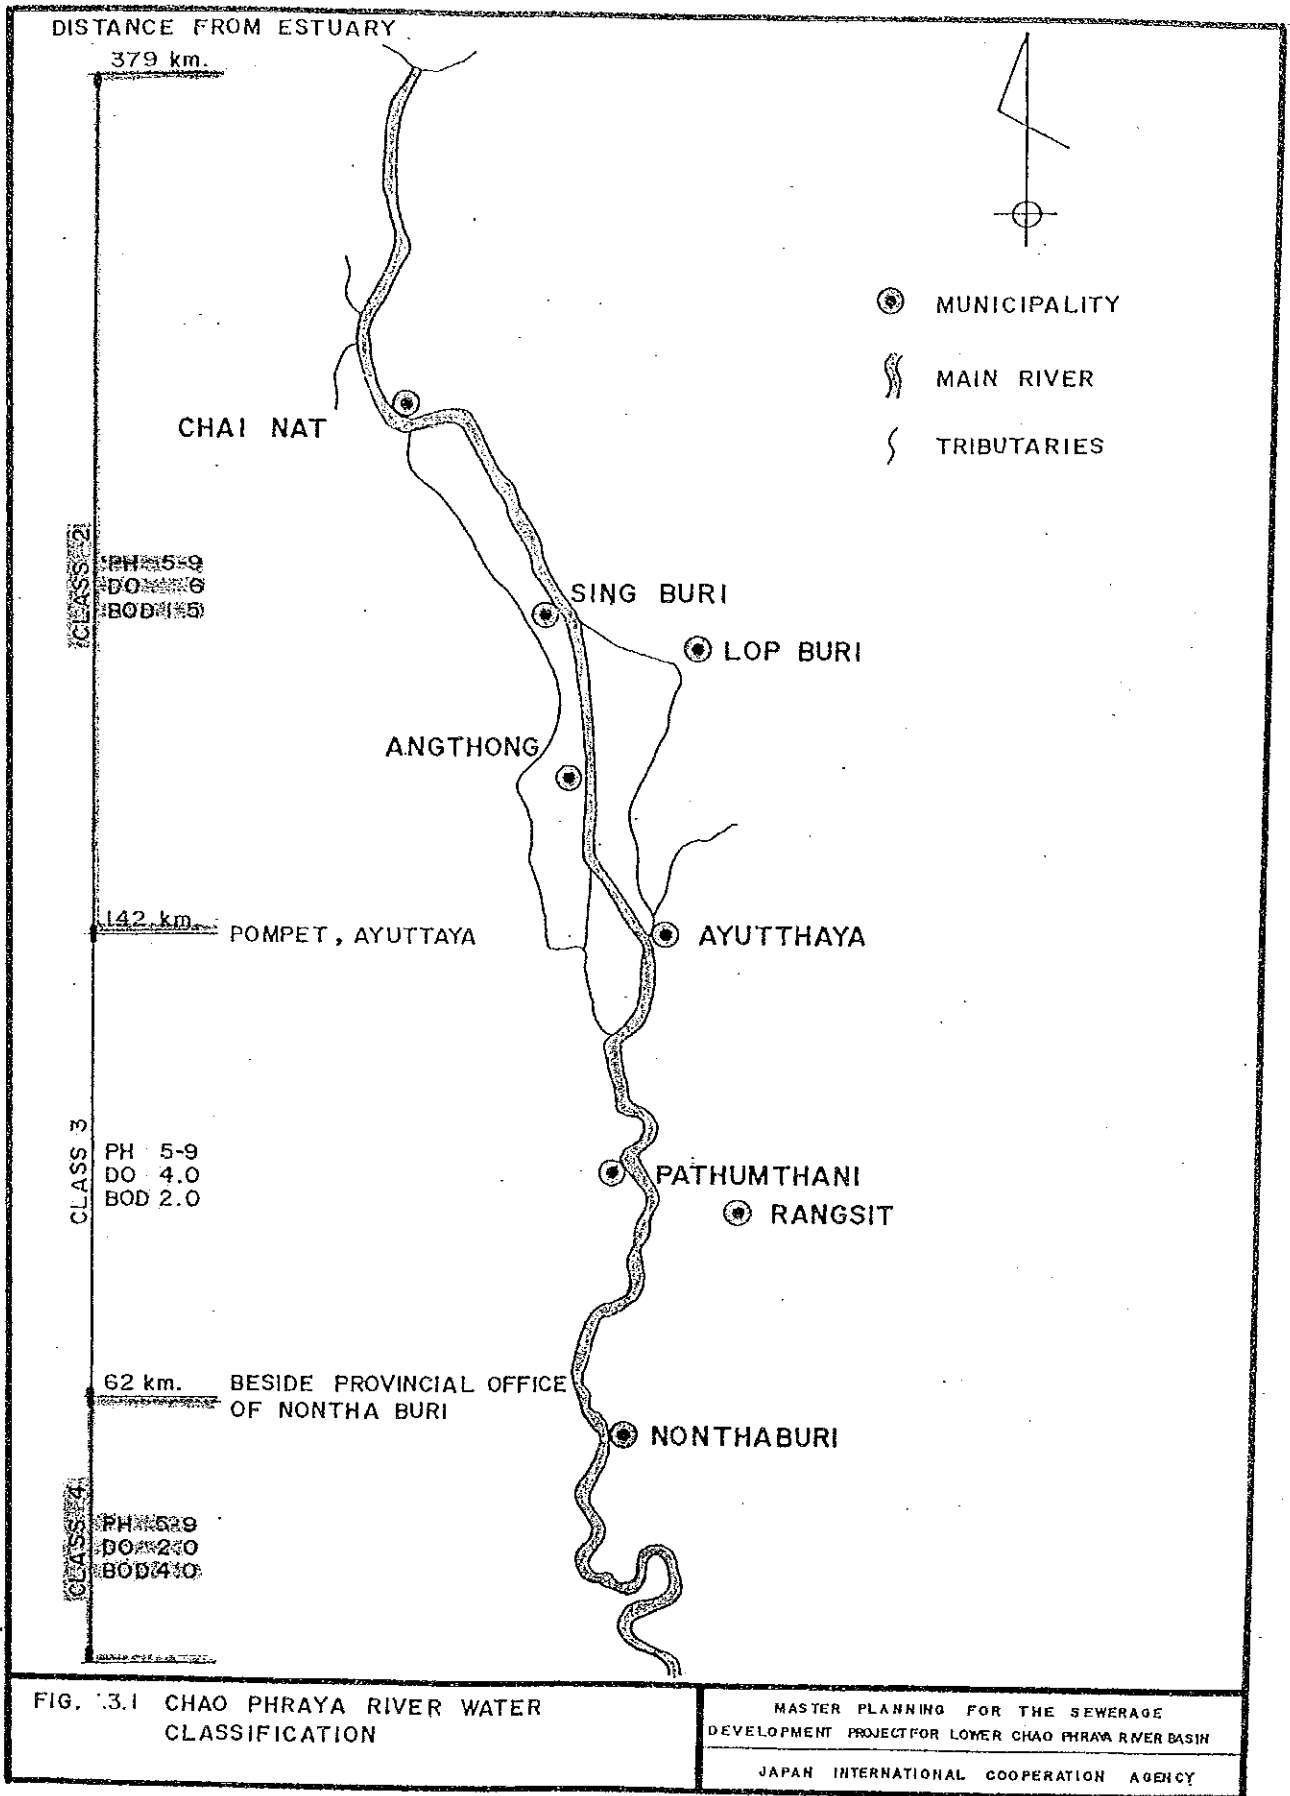 DISTANCE FROM ESTUARY
379 km.
MUNICIPALITY
MAIN RIVER
TRIBUTARIES
CHAI NAT
CLASS 2
PH 5-9
DO 6
BOD 1.5
SING BURI
LOP BURI
ANGTHONG
142 km.
POMPET, AYUTTAYA
AYUTTHAYA
CLASS 3
PH 5-9
DO 4.0
BOD 2.0
PATHUMTHANI
RANGSIT
62 km.
BESIDE PROVINCIAL OFFICE
OF NONTHA BURI
NONTHABURI
CLASS 4
PH 5-9
DO 2.0
BOD 4.0
FIG. 3.1 CHAO PHRAYA RIVER WATER
CLASSIFICATION
MASTER PLANNING FOR THE SEWERAGE
DEVELOPMENT PROJECT FOR LOWER CHAO PHRAYA RIVER BASIN
JAPAN INTERNATIONAL COOPERATION AGENCY